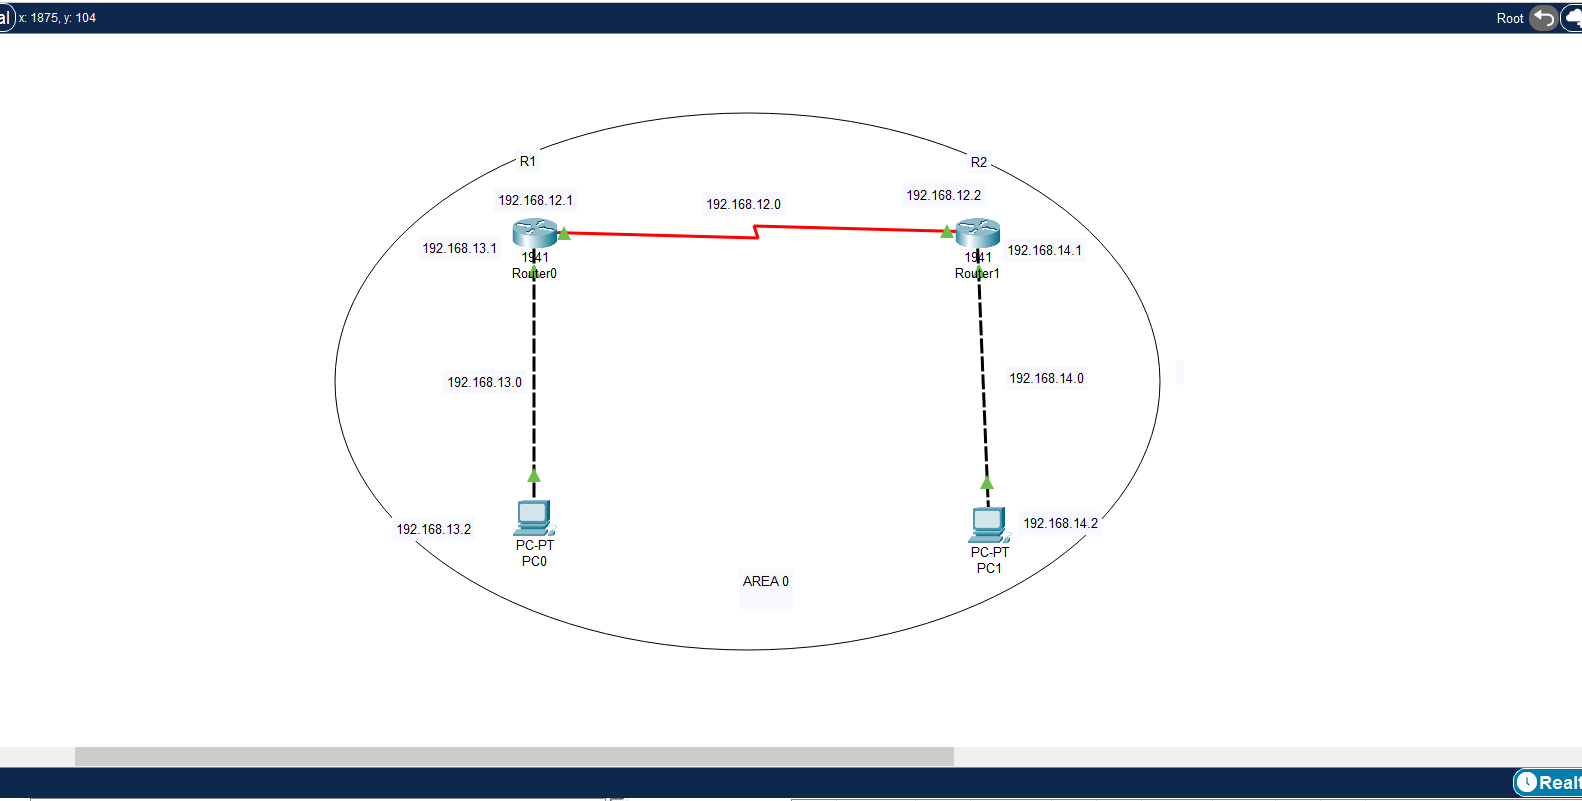 al x: 1875, y: 104
Root
R1
R2
192.168.12.1
192.168.12.0
192.168.12.2
192.168.13.1
192.168.14.1
1941
Router0
1941
Router1
192.168.13.0
192.168.14.0
192.168.13.2
192.168.14.2
PC-PT
PC0
PC-PT
PC1
AREA 0
Realt